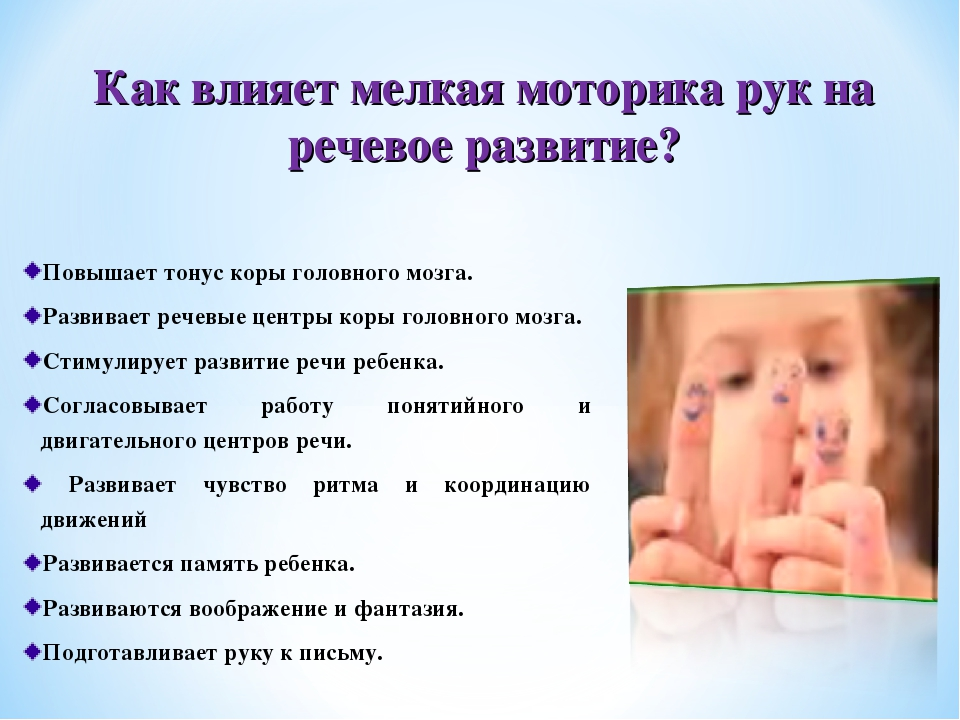 Как влияет мелкая моторика рук на
речевое развитие?
Повышает тонус коры головного мозга.
Развивает речевые центры коры головного мозга.
Стимулирует развитие речи ребенка.
Согласовывает работу понятийного и
двигательного центров речи.
Развивает чувство ритма и координацию
движений
Развивается память ребенка.
Развиваются воображение и фантазия.
Подготавливает руку к письму.